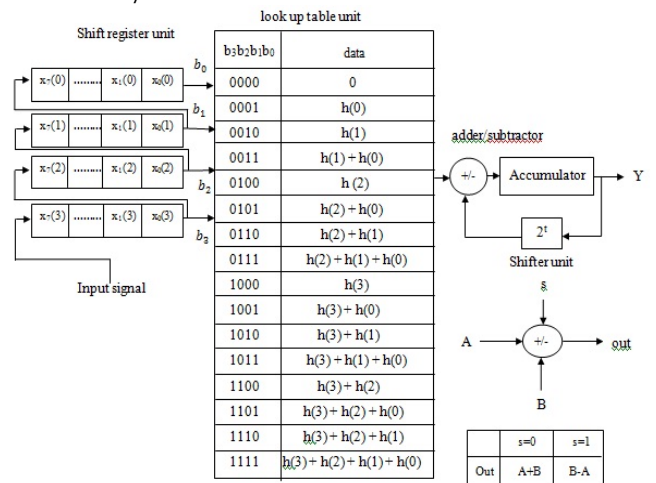 look up table unit
Shift register unit
b3b2b1b0 data
0000 0
0001 h(0)
0010 h(1)
0011 h(1) + h(0)
0100 h (2)
0101 h(2) + h(0)
0110 h(2) + h(1)
0111 h(2) + h(1) + h(0)
1000 h(3)
1001 h(3) + h(0)
1010 h(3) + h(1)
1011 h(3) + h(1) + h(0)
1100 h(3) + h(2)
1101 h(3) + h(2) + h(0)
1110 h(3) + h(2) + h(1)
1111 h(3) + h(2) + h(1) + h(0)
b0
x7(0) ......... x1(0) x0(0)
b1
x7(1) ......... x1(1) x0(1)
x7(2) ......... x1(2) x0(2)
b2
x7(3) ......... x1(3) x0(3)
b3
Input signal
adder/subtractor
+/- Accumulator Y
2t
Shifter unit
s
A +/- out
B
s=0 s=1
Out A+B B-A